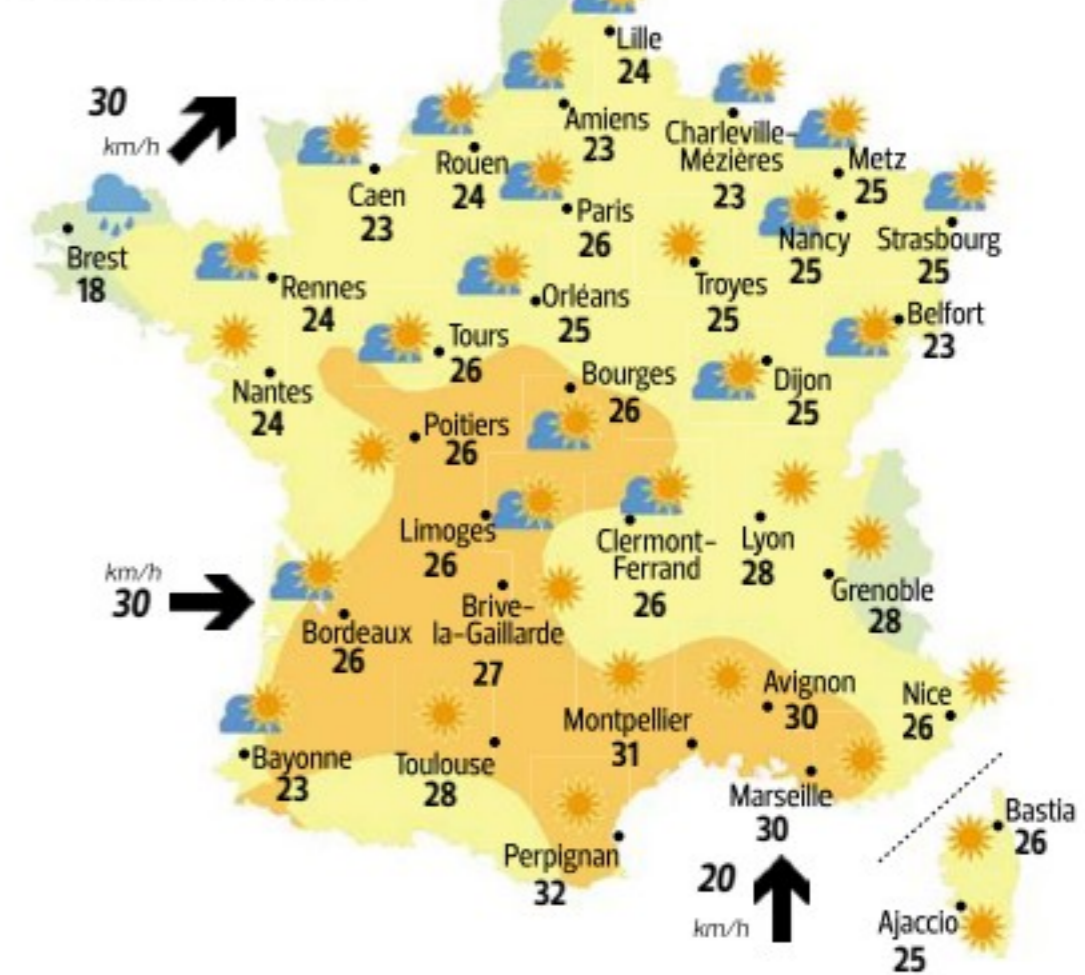 Lille
24
30
km/h
Amiens
23
Charleville-
Mézières
23
Rouen
24
Metz
25
Caen
23
Paris
26
Nancy
25
Strasbourg
25
Brest
18
Rennes
24
Orléans
25
Troyes
25
Belfort
23
Tours
26
Nantes
24
Bourges
26
Dijon
25
Poitiers
26
Limoges
26
Clermont-
Ferrand
26
Lyon
28
km/h
30
Grenoble
28
Bordeaux
26
Brive-
la-Gaillarde
27
Avignon
30
Nice
26
Montpellier
31
Bayonne
23
Toulouse
28
Marseille
30
Bastia
26
Perpignan
32
20
km/h
Ajaccio
25